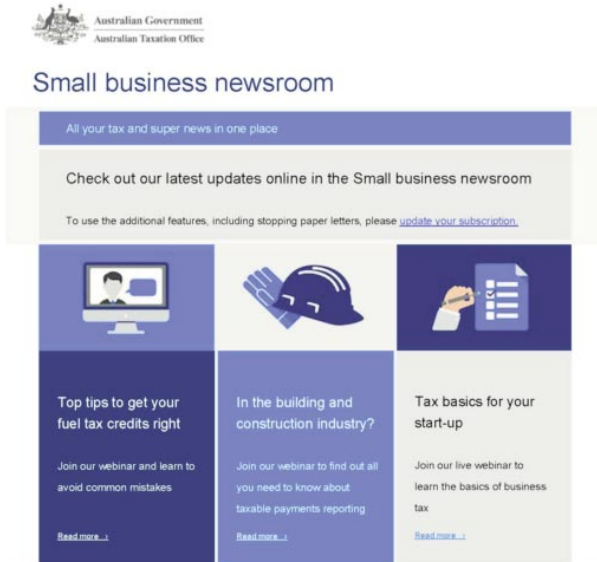 Australian Government
Australian Taxation Office
Small business newsroom
All your tax and super news in one place
Check out our latest updates online in the Small business newsroom
To use the additional features, including stopping paper letters, please update your subscription.
Top tips to get your
fuel tax credits right
Join our webinar and learn to
avoid common mistakes
Read more ›
In the building and
construction industry?
Join our webinar to find out all
you need to know about
taxable payments reporting
Read more ›
Tax basics for your
start-up
Join our live webinar to
learn the basics of business
tax
Read more ›